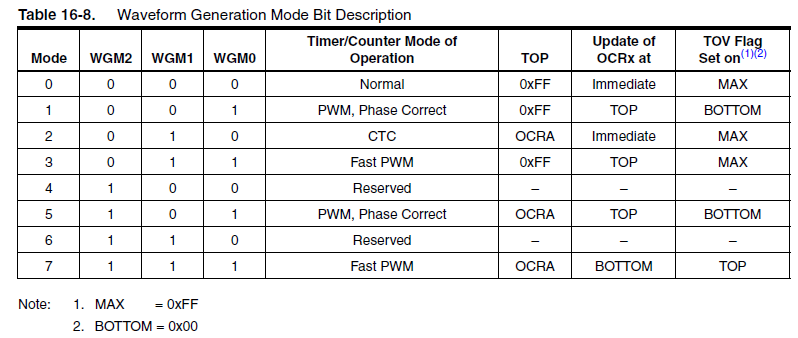 Table 16-8. Waveform Generation Mode Bit Description
Mode WGM2 WGM1 WGM0 Timer/Counter Mode of Operation TOP Update of OCRx at TOV Flag Set on(1)(2)
0 0 0 0 Normal 0xFF Immediate MAX
1 0 0 1 PWM, Phase Correct 0xFF TOP BOTTOM
2 0 1 0 CTC OCRA Immediate MAX
3 0 1 1 Fast PWM 0xFF TOP MAX
4 1 0 0 Reserved – – –
5 1 0 1 PWM, Phase Correct OCRA TOP BOTTOM
6 1 1 0 Reserved – – –
7 1 1 1 Fast PWM OCRA BOTTOM TOP
Note: 1. MAX = 0xFF
2. BOTTOM = 0x00